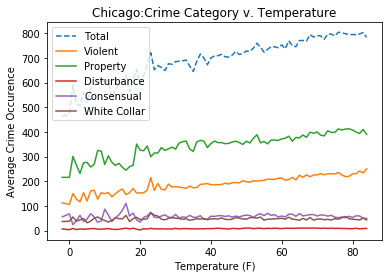 Chicago:Crime Category v. Temperature
Average Crime Occurence
800
700
600
500
400
300
200
100
0
Total
Violent
Property
Disturbance
Consensual
White Collar
0 20 40 60 80
Temperature (F)